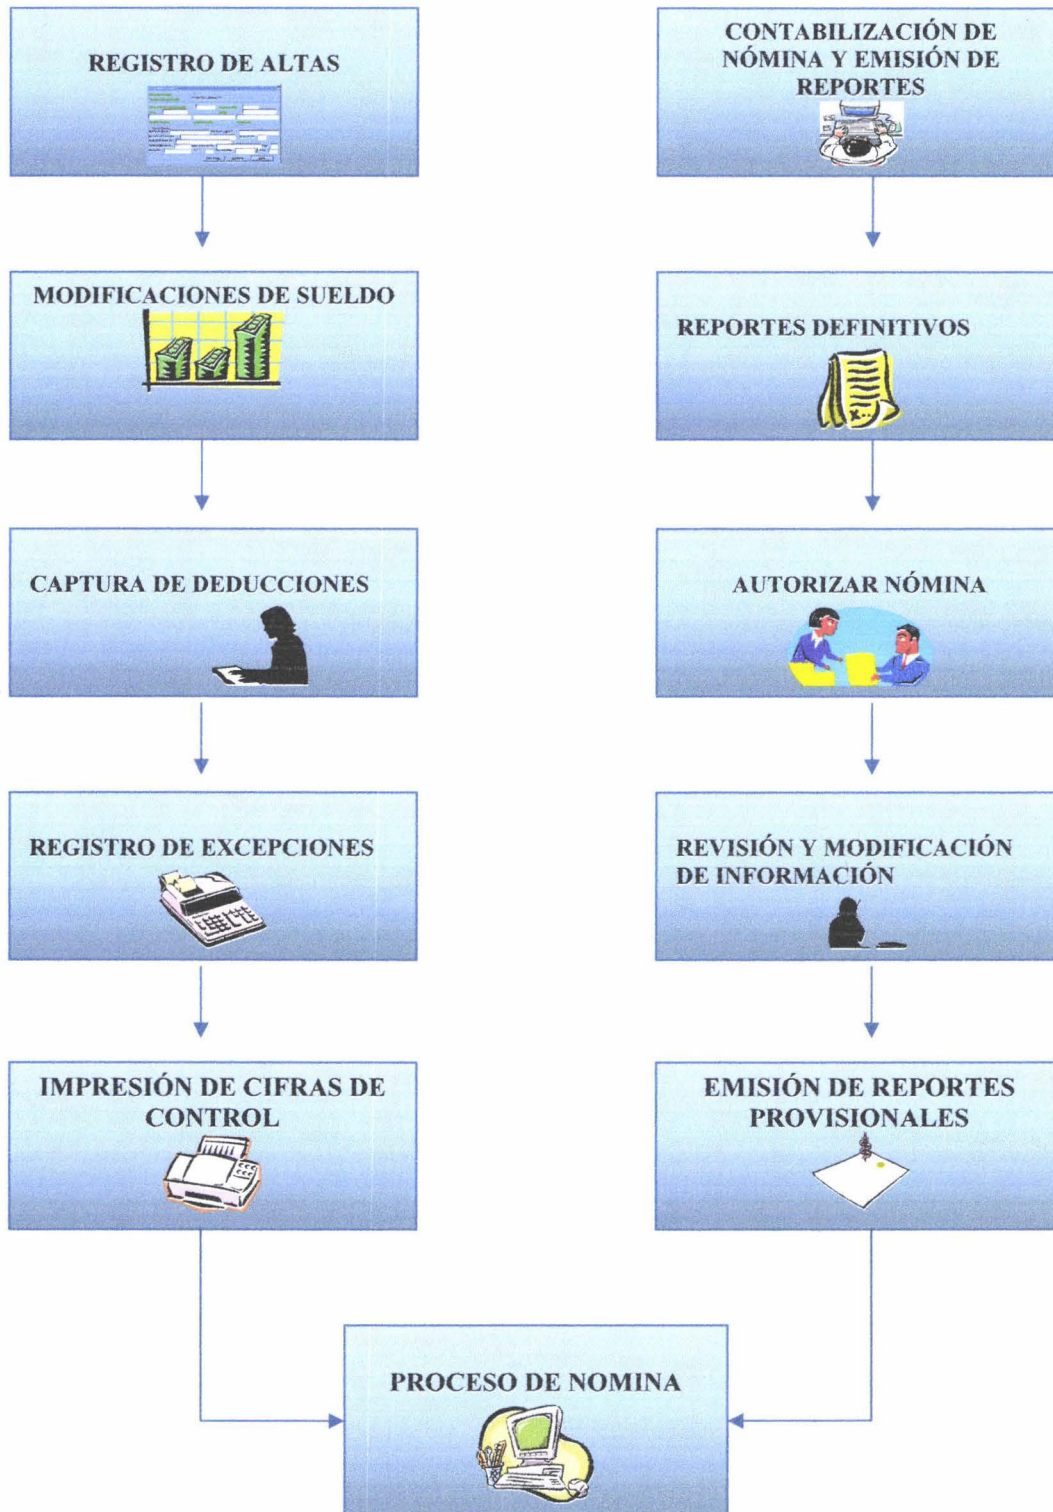 REGISTRO DE ALTAS
MODIFICACIONES DE SUELDO
CAPTURA DE DEDUCCIONES
REGISTRO DE EXCEPCIONES
IMPRESIÓN DE CIFRAS DE
CONTROL
CONTABILIZACIÓN DE
NÓMINA Y EMISIÓN DE
REPORTES
REPORTES DEFINITIVOS
AUTORIZAR NÓMINA
REVISIÓN Y MODIFICACIÓN
DE INFORMACIÓN
EMISIÓN DE REPORTES
PROVISIONALES
PROCESO DE NOMINA